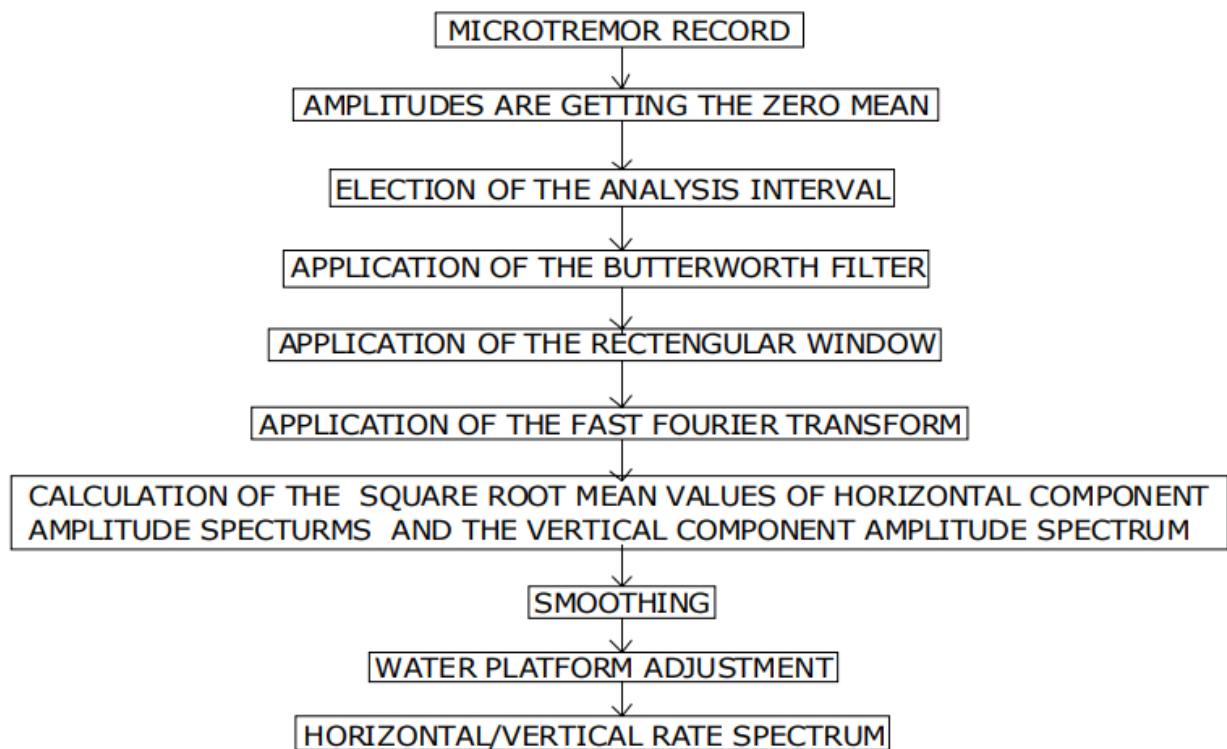 MICROTREMOR RECORD
AMPLITUDES ARE GETTING THE ZERO MEAN
ELECTION OF THE ANALYSIS INTERVAL
APPLICATION OF THE BUTTERWORTH FILTER
APPLICATION OF THE RECTENGULAR WINDOW
APPLICATION OF THE FAST FOURIER TRANSFORM
CALCULATION OF THE SQUARE ROOT MEAN VALUES OF HORIZONTAL COMPONENT
AMPLITUDE SPECTURMS AND THE VERTICAL COMPONENT AMPLITUDE SPECTRUM
SMOOTHING
WATER PLATFORM ADJUSTMENT
HORIZONTAL/VERTICAL RATE SPECTRUM